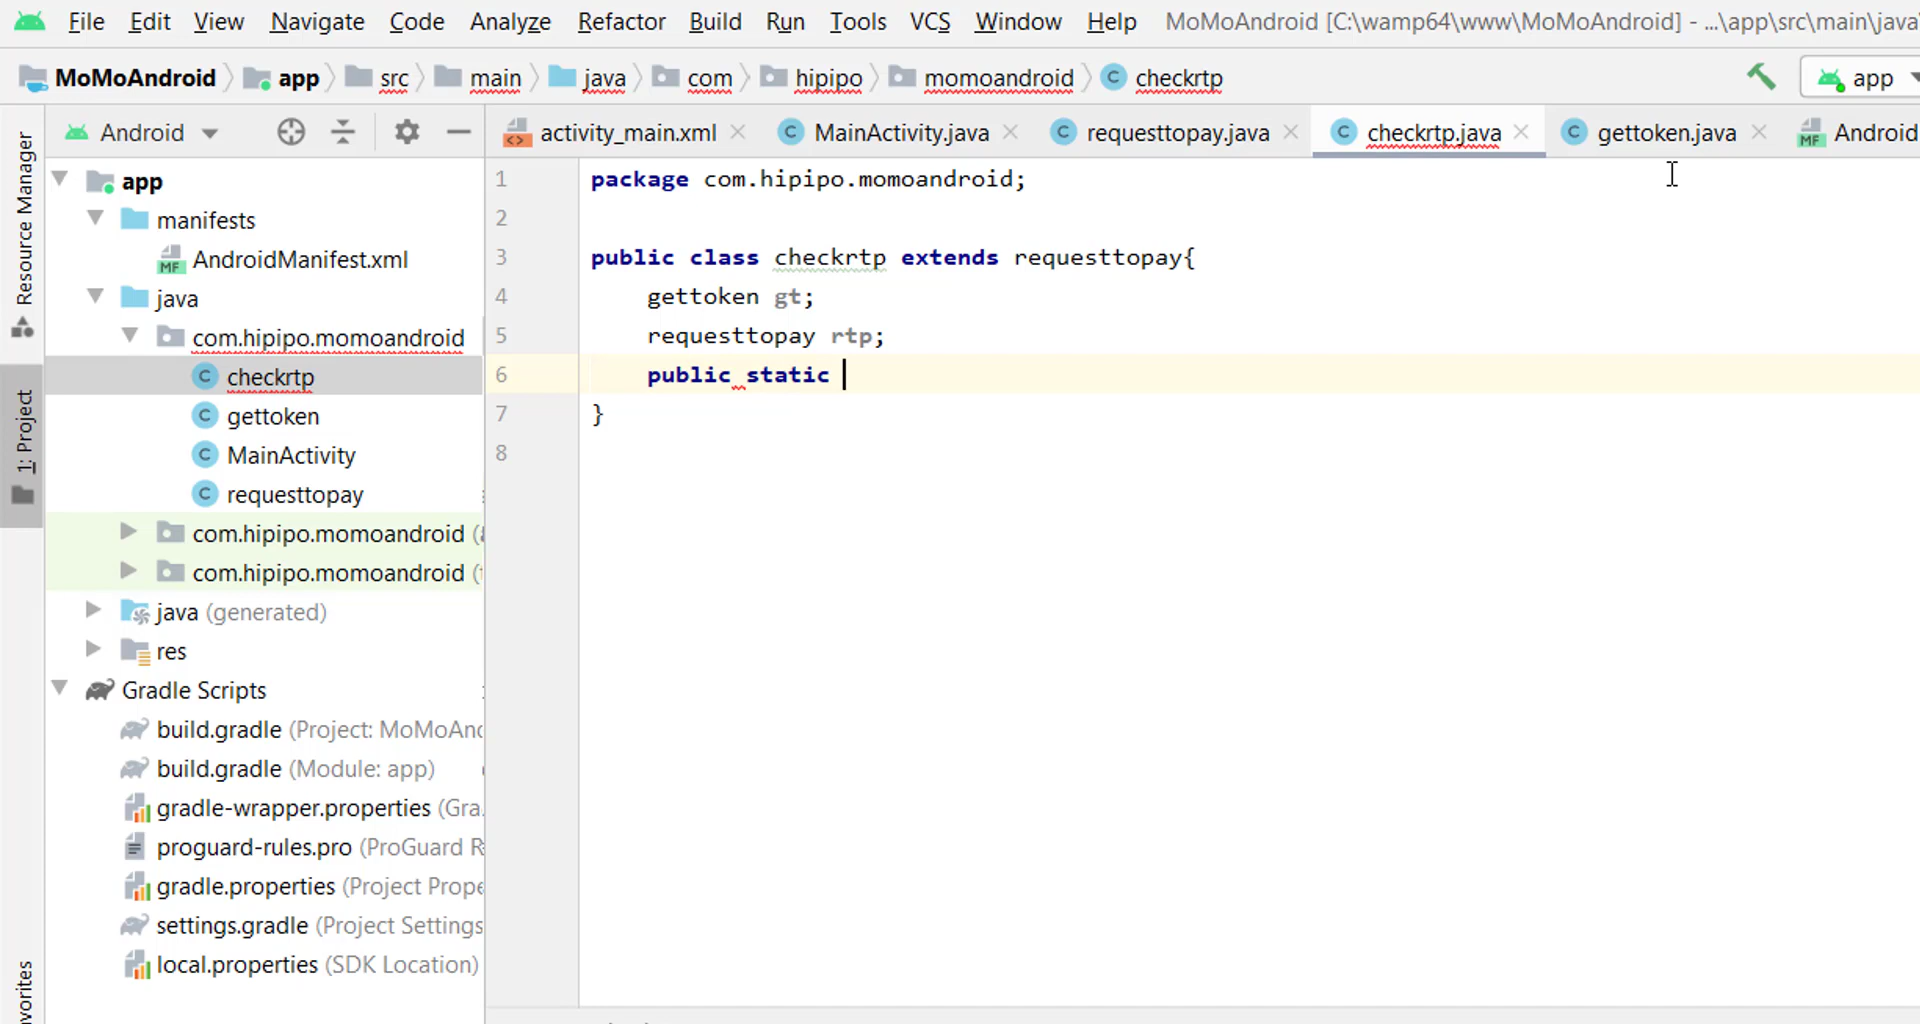 File Edit View Navigate Code Analyze Refactor Build Run Tools VCS Window Help MoMoAndroid [C:\wamp64\www\MoMoAndroid] - ...\app\src\main\java\
MoMoAndroid app src main java com hipipo momoandroid checkrtp app
Android activity_main.xml MainActivity.java requesttopay.java checkrtp.java gettoken.java Android
Resource Manager
1: Project
app
manifests
AndroidManifest.xml
java
com.hipipo.momoandroid
checkrtp
gettoken
MainActivity
requesttopay
com.hipipo.momoandroid (
com.hipipo.momoandroid (
java (generated)
res
Gradle Scripts
build.gradle (Project: MoMoAnd
build.gradle (Module: app)
gradle-wrapper.properties (Gra
proguard-rules.pro (ProGuard R
gradle.properties (Project Prope
settings.gradle (Project Settings
local.properties (SDK Location)
1 package com.hipipo.momoandroid;
2
3 public class checkrtp extends requesttopay{
4 gettoken gt;
5 requesttopay rtp;
6 public static
7 }
8